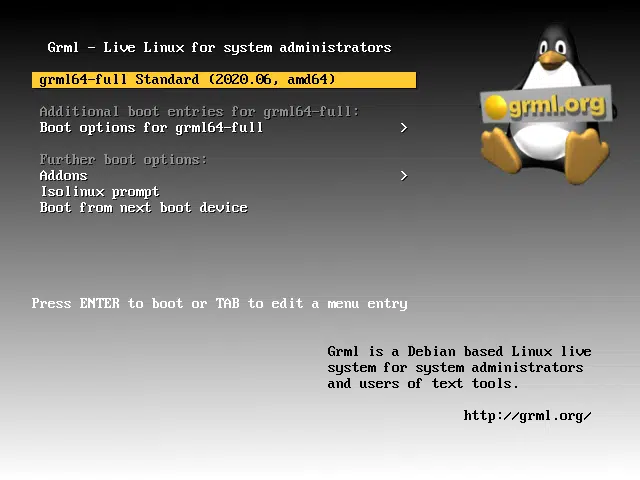 Grml - Live Linux for system administrators
grml64-full Standard (2020.06, amd64)
Additional boot entries for grml64-full:
Boot options for grml64-full >
Further boot options:
Addons >
Isolinux prompt
Boot from next boot device
grml.org
Press ENTER to boot or TAB to edit a menu entry
Grml is a Debian based Linux live
system for system administrators
and users of text tools.
http://grml.org/